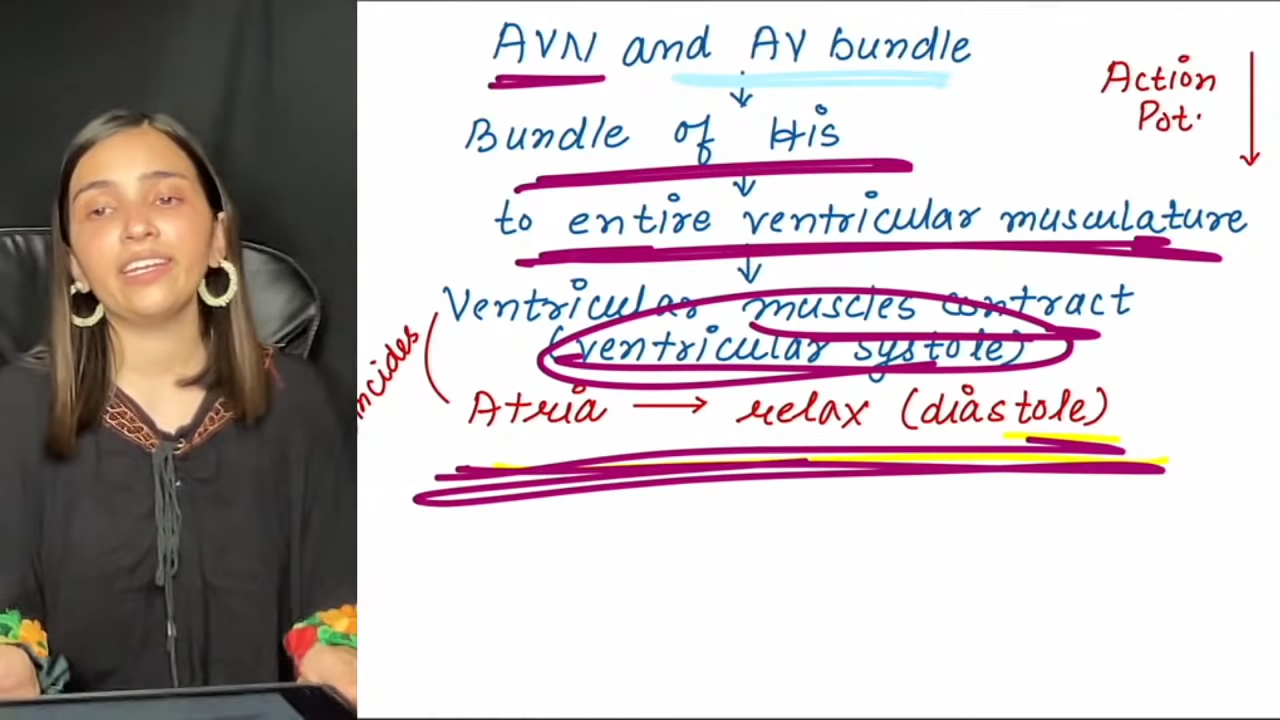 AVN and AV bundle
↓
Action
Pot.
↓
Bundle of His
↓
to entire ventricular musculature
↓
Ventricular muscles contract
(ventricular systole)
Atria → relax (diastole)